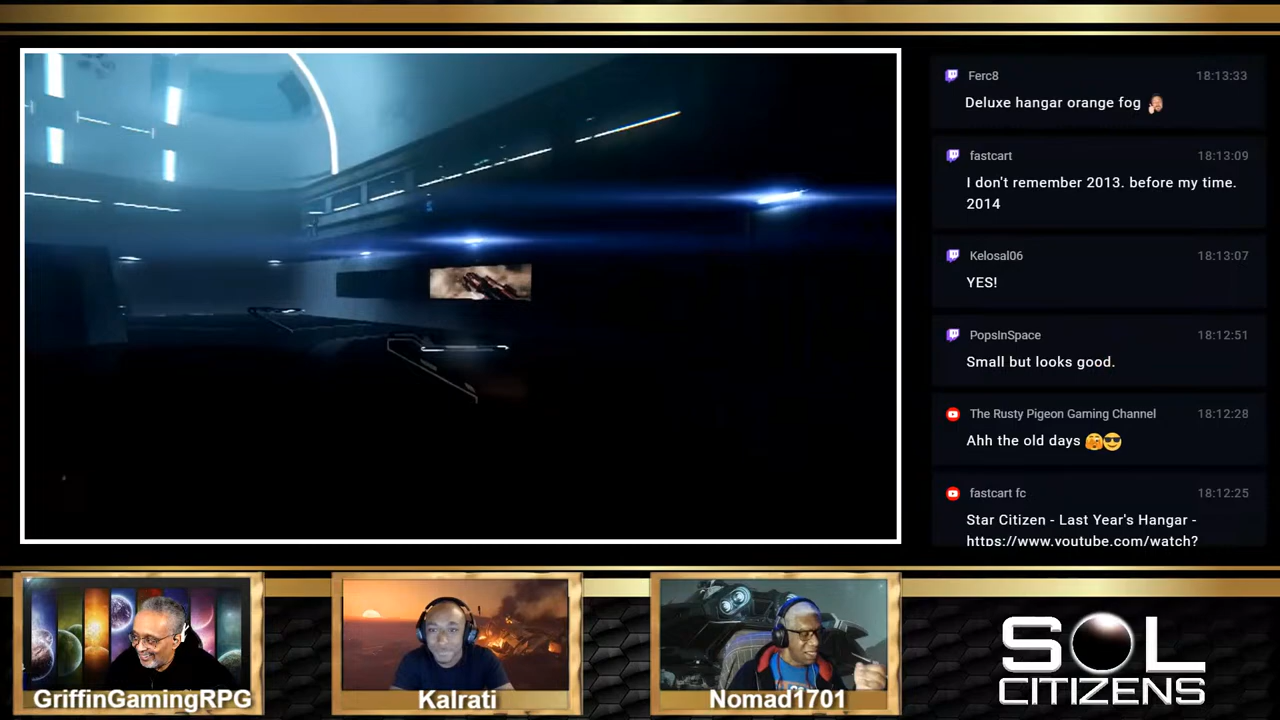 Ferc8 18:13:33
Deluxe hangar orange fog
fastcart 18:13:09
I don't remember 2013. before my time.
2014
Kelosal06 18:13:07
YES!
PopsInSpace 18:12:51
Small but looks good.
The Rusty Pigeon Gaming Channel 18:12:28
Ahh the old days
fastcart fc 18:12:25
Star Citizen - Last Year's Hangar -
https://www.youtube.com/watch?
GriffinGamingRPG
Kalrati
Nomad1701
SOL
CITIZENS